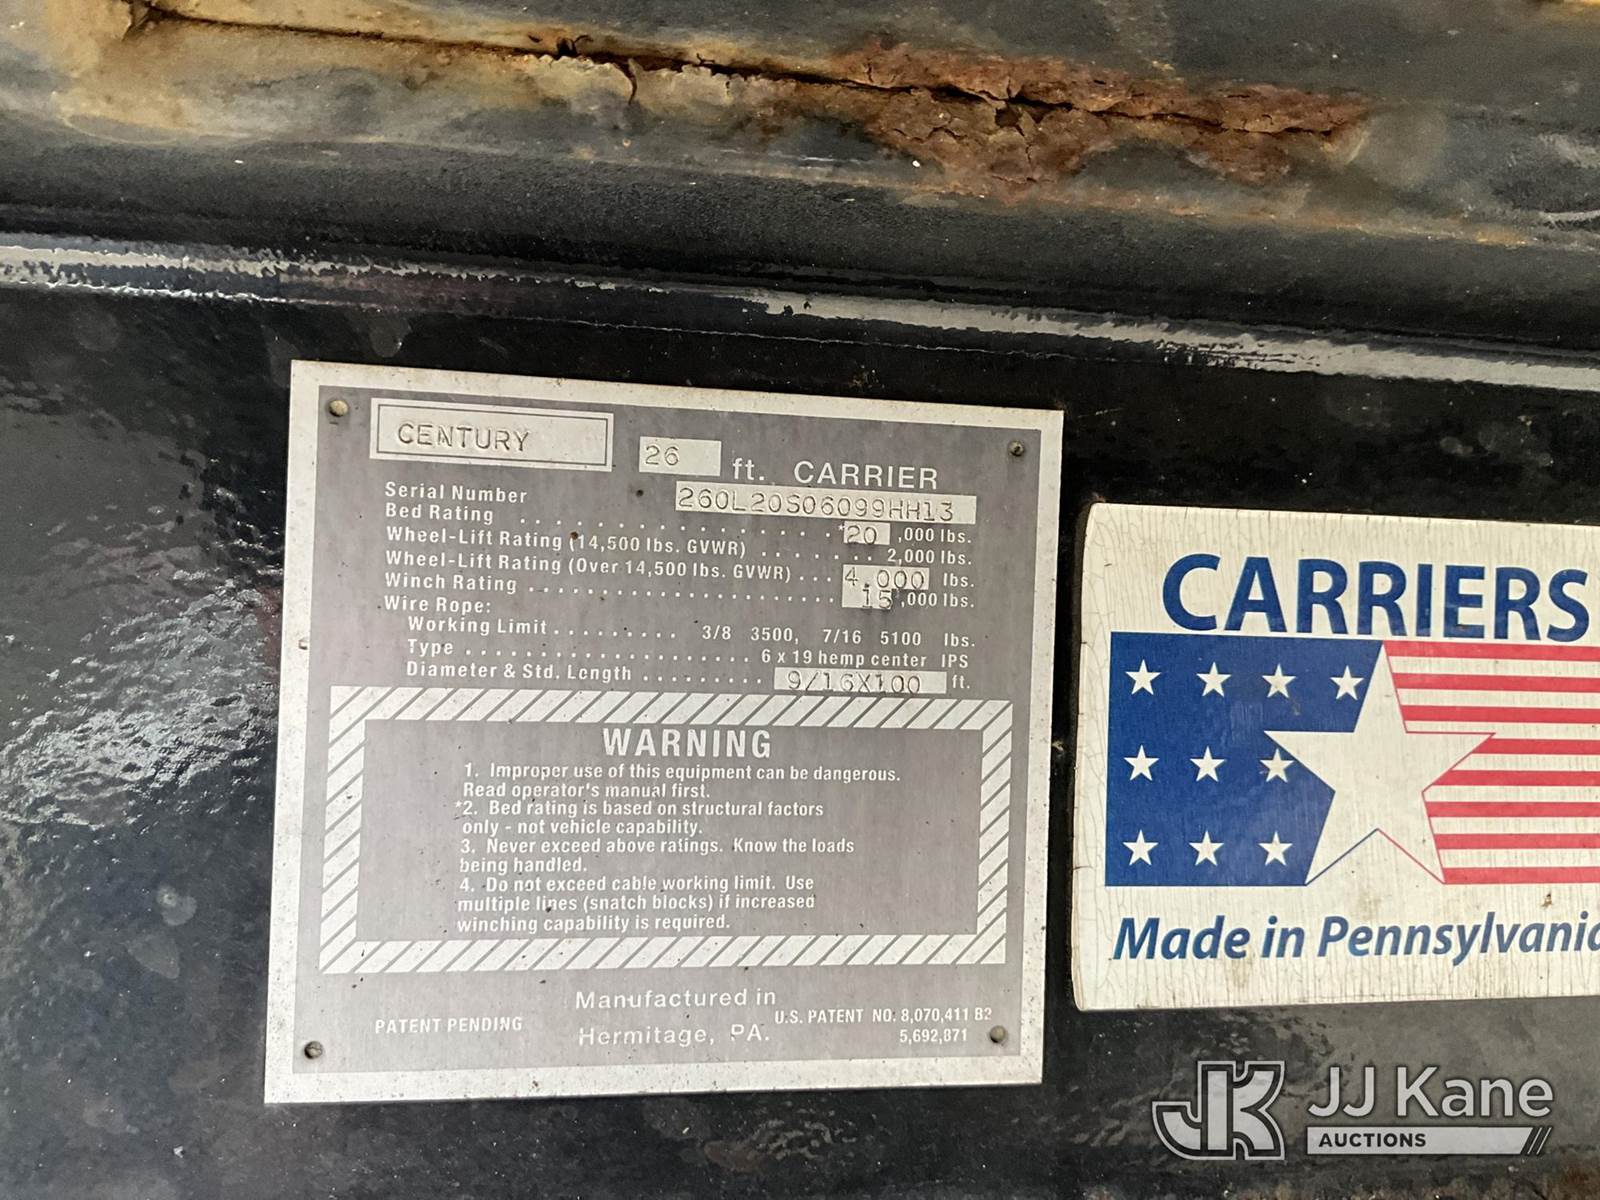 CENTURY 26 ft. CARRIER
Serial Number 260L20S06099HH13
Bed Rating . . . . . . . . . . . . . . . . *20 ,000 lbs.
Wheel-Lift Rating (14,500 lbs. GVWR) . . . . . . . 2,000 lbs.
Wheel-Lift Rating (Over 14,500 lbs. GVWR) . . . 4,000 lbs.
Winch Rating . . . . . . . . . . . . . . . . . . . . . . . . 15 ,000 lbs.
Wire Rope:
Working Limit . . . . . . . . . 3/8 3500, 7/16 5100 lbs.
Type . . . . . . . . . . . . . . . . . . . . . 6 x 19 hemp center IPS
Diameter & Std. Length . . . . . . . . . 9/16X100 ft.
WARNING
1. Improper use of this equipment can be dangerous.
Read operator's manual first.
*2. Bed rating is based on structural factors
only - not vehicle capability.
3. Never exceed above ratings. Know the loads
being handled.
4. Do not exceed cable working limit. Use
multiple lines (snatch blocks) if increased
winching capability is required.
PATENT PENDING
Manufactured in
Hermitage, PA.
U.S. PATENT NO. 8,070,411 B2
5,692,871
CARRIERS
Made in Pennsylvania
JK JJ Kane
AUCTIONS